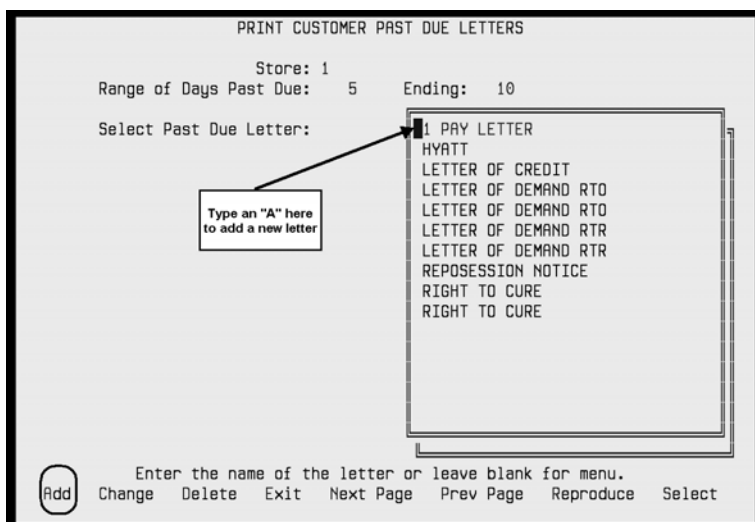 PRINT CUSTOMER PAST DUE LETTERS
Store: 1
Range of Days Past Due: 5 Ending: 10
Select Past Due Letter:
1 PAY LETTER
HYATT
LETTER OF CREDIT
LETTER OF DEMAND RTO
LETTER OF DEMAND RTO
LETTER OF DEMAND RTR
LETTER OF DEMAND RTR
REPOSESSION NOTICE
RIGHT TO CURE
RIGHT TO CURE
Type an "A" here
to add a new letter
Enter the name of the letter or leave blank for menu.
Add Change Delete Exit Next Page Prev Page Reproduce Select